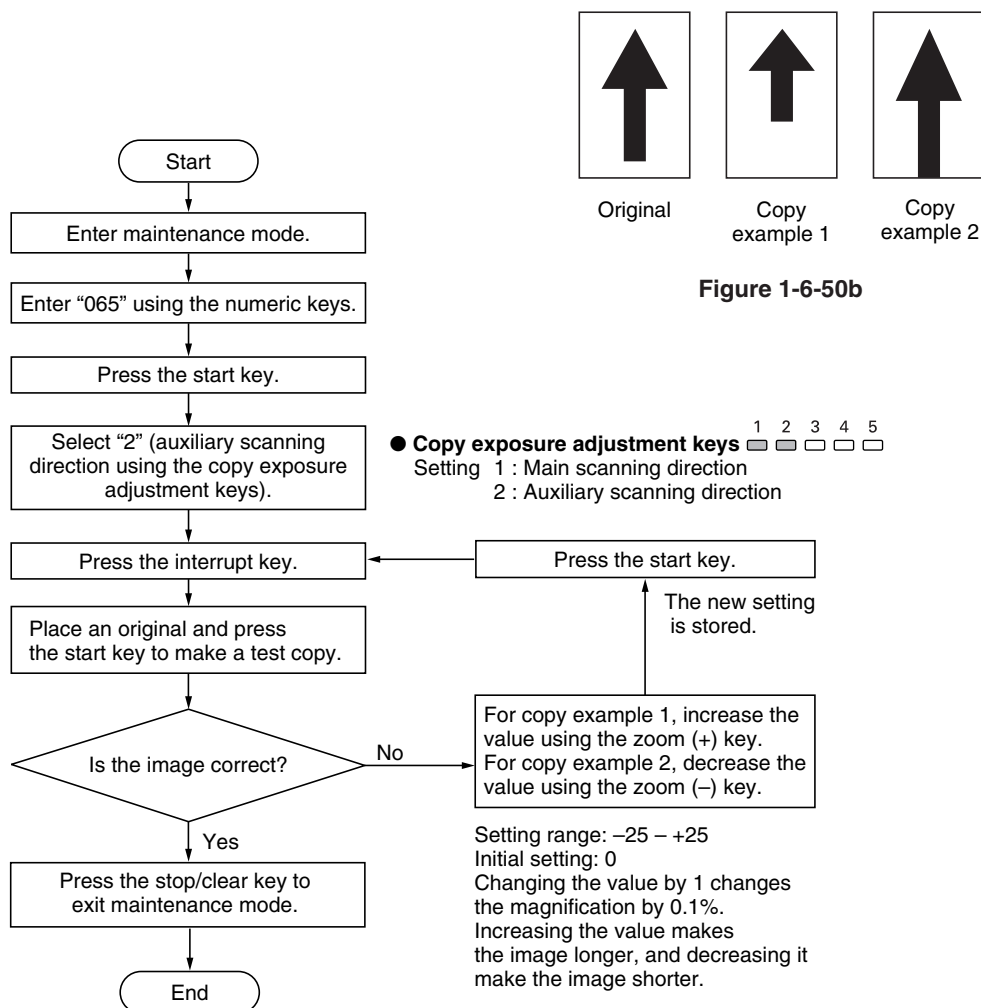 Original
Copy
example 1
Copy
example 2
Figure 1-6-50b
Start
Enter maintenance mode.
Enter “065” using the numeric keys.
Press the start key.
Select “2” (auxiliary scanning
direction using the copy exposure
adjustment keys).
● Copy exposure adjustment keys 1 2 3 4 5
Setting 1 : Main scanning direction
2 : Auxiliary scanning direction
Press the interrupt key.
Press the start key.
The new setting
is stored.
Place an original and press
the start key to make a test copy.
Is the image correct?
No
For copy example 1, increase the
value using the zoom (+) key.
For copy example 2, decrease the
value using the zoom (–) key.
Yes
Setting range: –25 – +25
Initial setting: 0
Changing the value by 1 changes
the magnification by 0.1%.
Increasing the value makes
the image longer, and decreasing it
make the image shorter.
Press the stop/clear key to
exit maintenance mode.
End